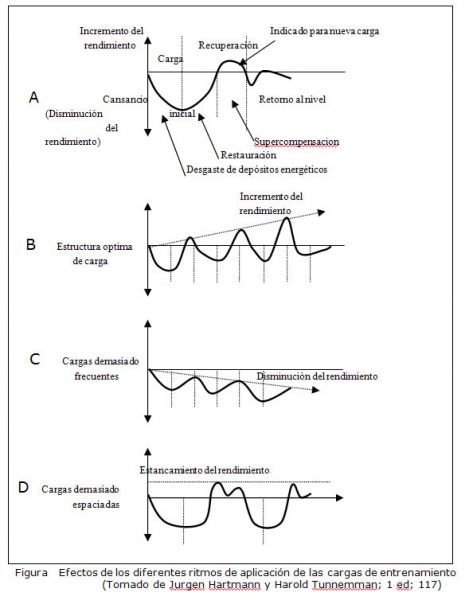 Incremento del
rendimiento
Indicado para nueva carga
Recuperación
Carga
A
Cansancio
(Disminución inicial
del
rendimiento)
Retorno al nivel
Supercompensacion
Restauración
Desgaste de depósitos energéticos
Incremento del
rendimiento
B
Estructura optima
de carga
C
Cargas demasiado
frecuentes
Disminución del rendimiento
Estancamiento del rendimiento
D
Cargas demasiado
espaciadas
Figura Efectos de los diferentes ritmos de aplicación de las cargas de entrenamiento
(Tomado de Jurgen Hartmann y Harold Tunnemman; 1 ed; 117)